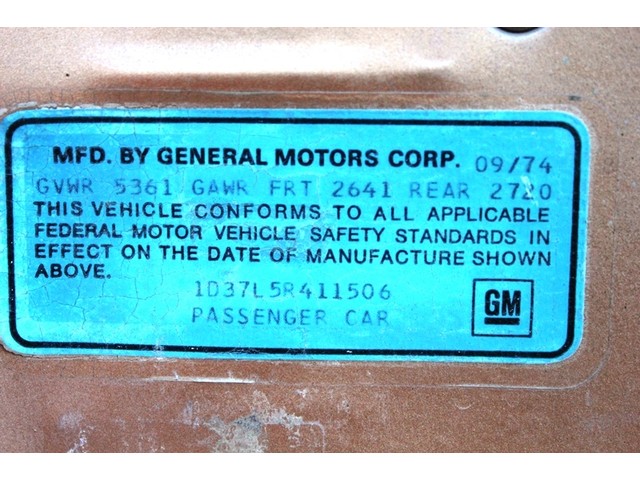 MFD. BY GENERAL MOTORS CORP. 09/74
GVWR 5361 GAWR FRT 2641 REAR 2720
THIS VEHICLE CONFORMS TO ALL APPLICABLE
FEDERAL MOTOR VEHICLE SAFETY STANDARDS IN
EFFECT ON THE DATE OF MANUFACTURE SHOWN
ABOVE.
1D37L5R411506
PASSENGER CAR
GM